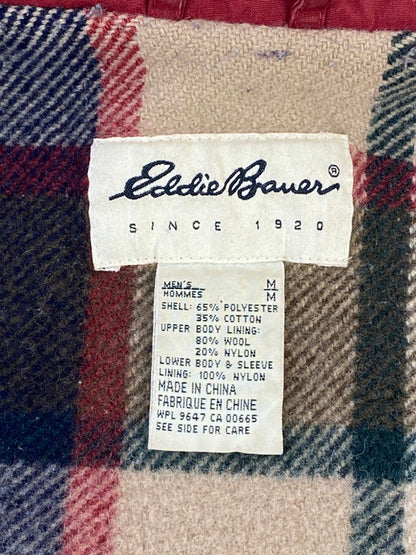 Eddie Bauer®
SINCE 1920
MEN'S M
HOMMES M
SHELL: 65% POLYESTER
35% COTTON
UPPER BODY LINING:
80% WOOL
20% NYLON
LOWER BODY & SLEEVE
LINING: 100% NYLON
MADE IN CHINA
FABRIQUE EN CHINE
WPL 9647 CA 00665
SEE SIDE FOR CARE